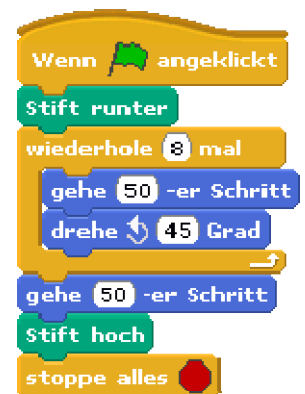 Wenn angeklickt
Stift runter
wiederhole 8 mal
gehe 50 -er Schritt
drehe 45 Grad
gehe 50 -er Schritt
Stift hoch
stoppe alles